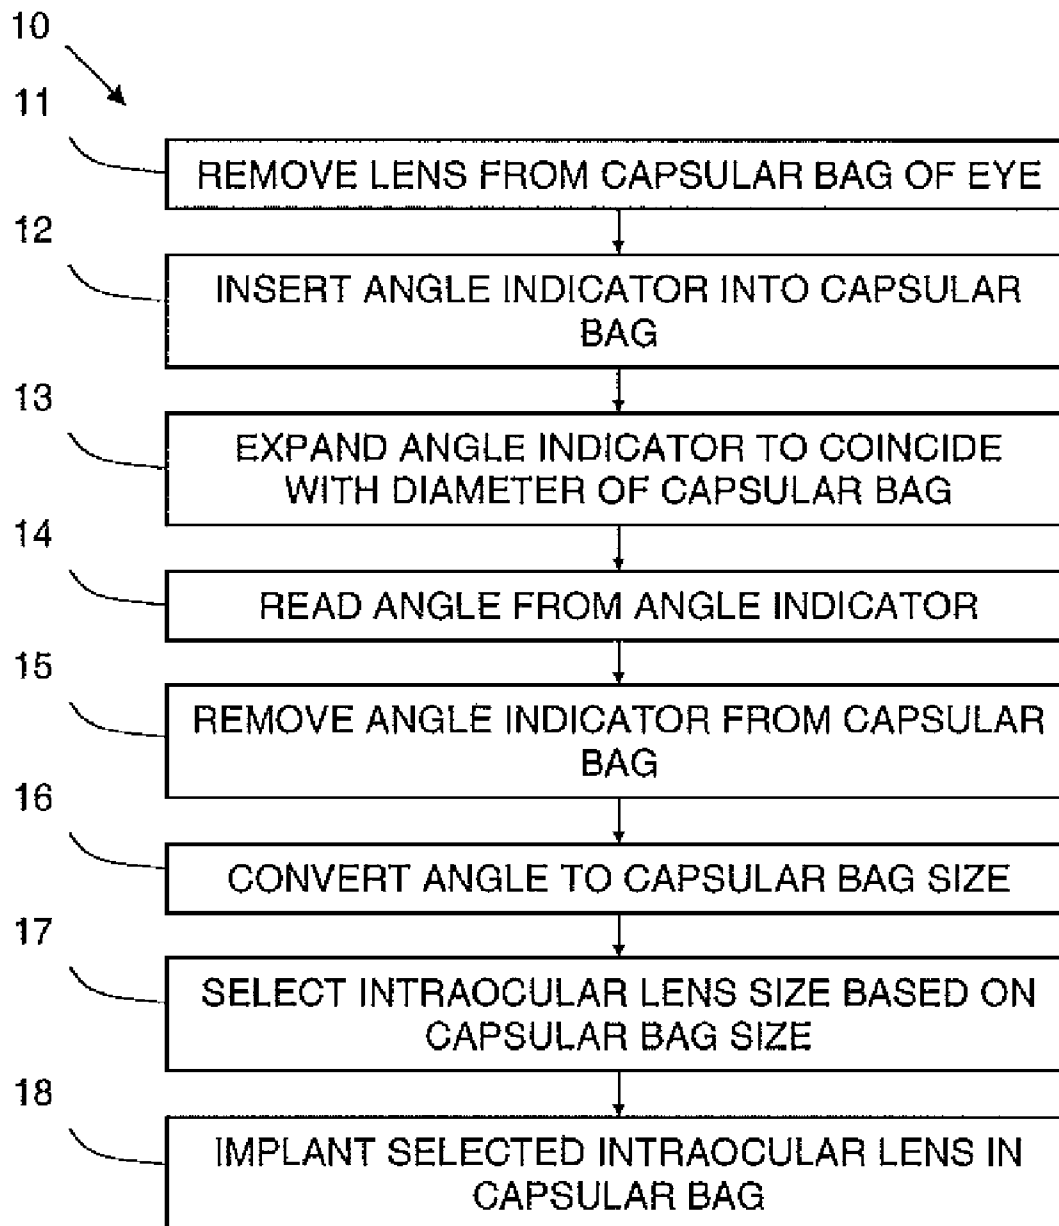 10
11
REMOVE LENS FROM CAPSULAR BAG OF EYE
12
INSERT ANGLE INDICATOR INTO CAPSULAR
BAG
13
EXPAND ANGLE INDICATOR TO COINCIDE
WITH DIAMETER OF CAPSULAR BAG
14
READ ANGLE FROM ANGLE INDICATOR
15
REMOVE ANGLE INDICATOR FROM CAPSULAR
BAG
16
CONVERT ANGLE TO CAPSULAR BAG SIZE
17
SELECT INTRAOCULAR LENS SIZE BASED ON
CAPSULAR BAG SIZE
18
IMPLANT SELECTED INTRAOCULAR LENS IN
CAPSULAR BAG